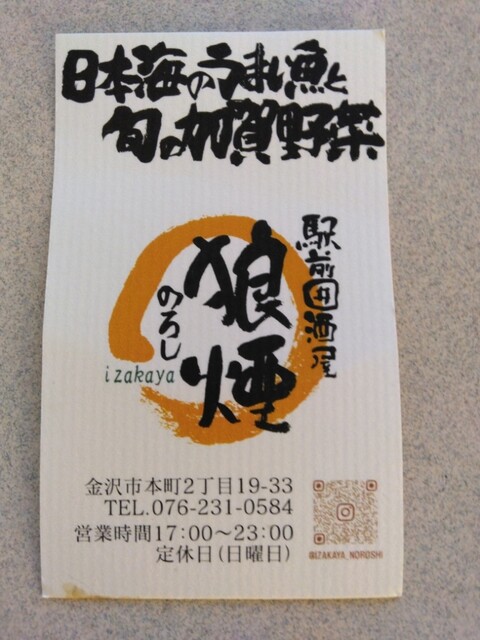 日本海のうまい魚と
旬の加賀野菜
駅前居酒屋
狼煙
のろし
izakaya
金沢市本町2丁目19-33
TEL.076-231-0584
営業時間17:00～23:00
定休日(日曜日)
@IZAKAYA_NOROSHI